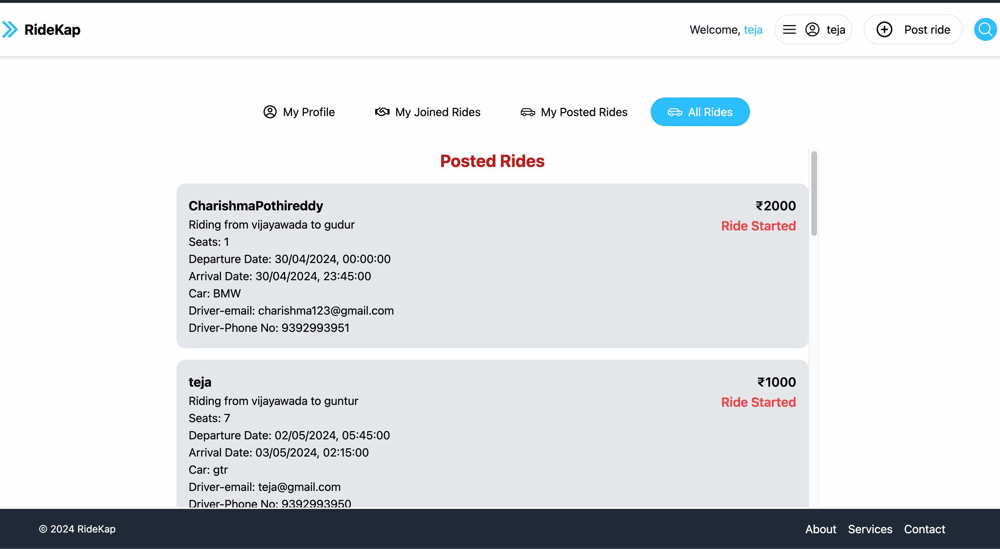 RideKap
Welcome, teja
teja
Post ride
My Profile
My Joined Rides
My Posted Rides
All Rides
Posted Rides
CharishmaPothireddy
₹2000
Riding from vijayawada to gudur
Ride Started
Seats: 1
Departure Date: 30/04/2024, 00:00:00
Arrival Date: 30/04/2024, 23:45:00
Car: BMW
Driver-email: charishma123@gmail.com
Driver-Phone No: 9392993951
teja
₹1000
Riding from vijayawada to guntur
Ride Started
Seats: 7
Departure Date: 02/05/2024, 05:45:00
Arrival Date: 03/05/2024, 02:15:00
Car: gtr
Driver-email: teja@gmail.com
Driver-Phone No: 9392993950
© 2024 RideKap
About
Services
Contact